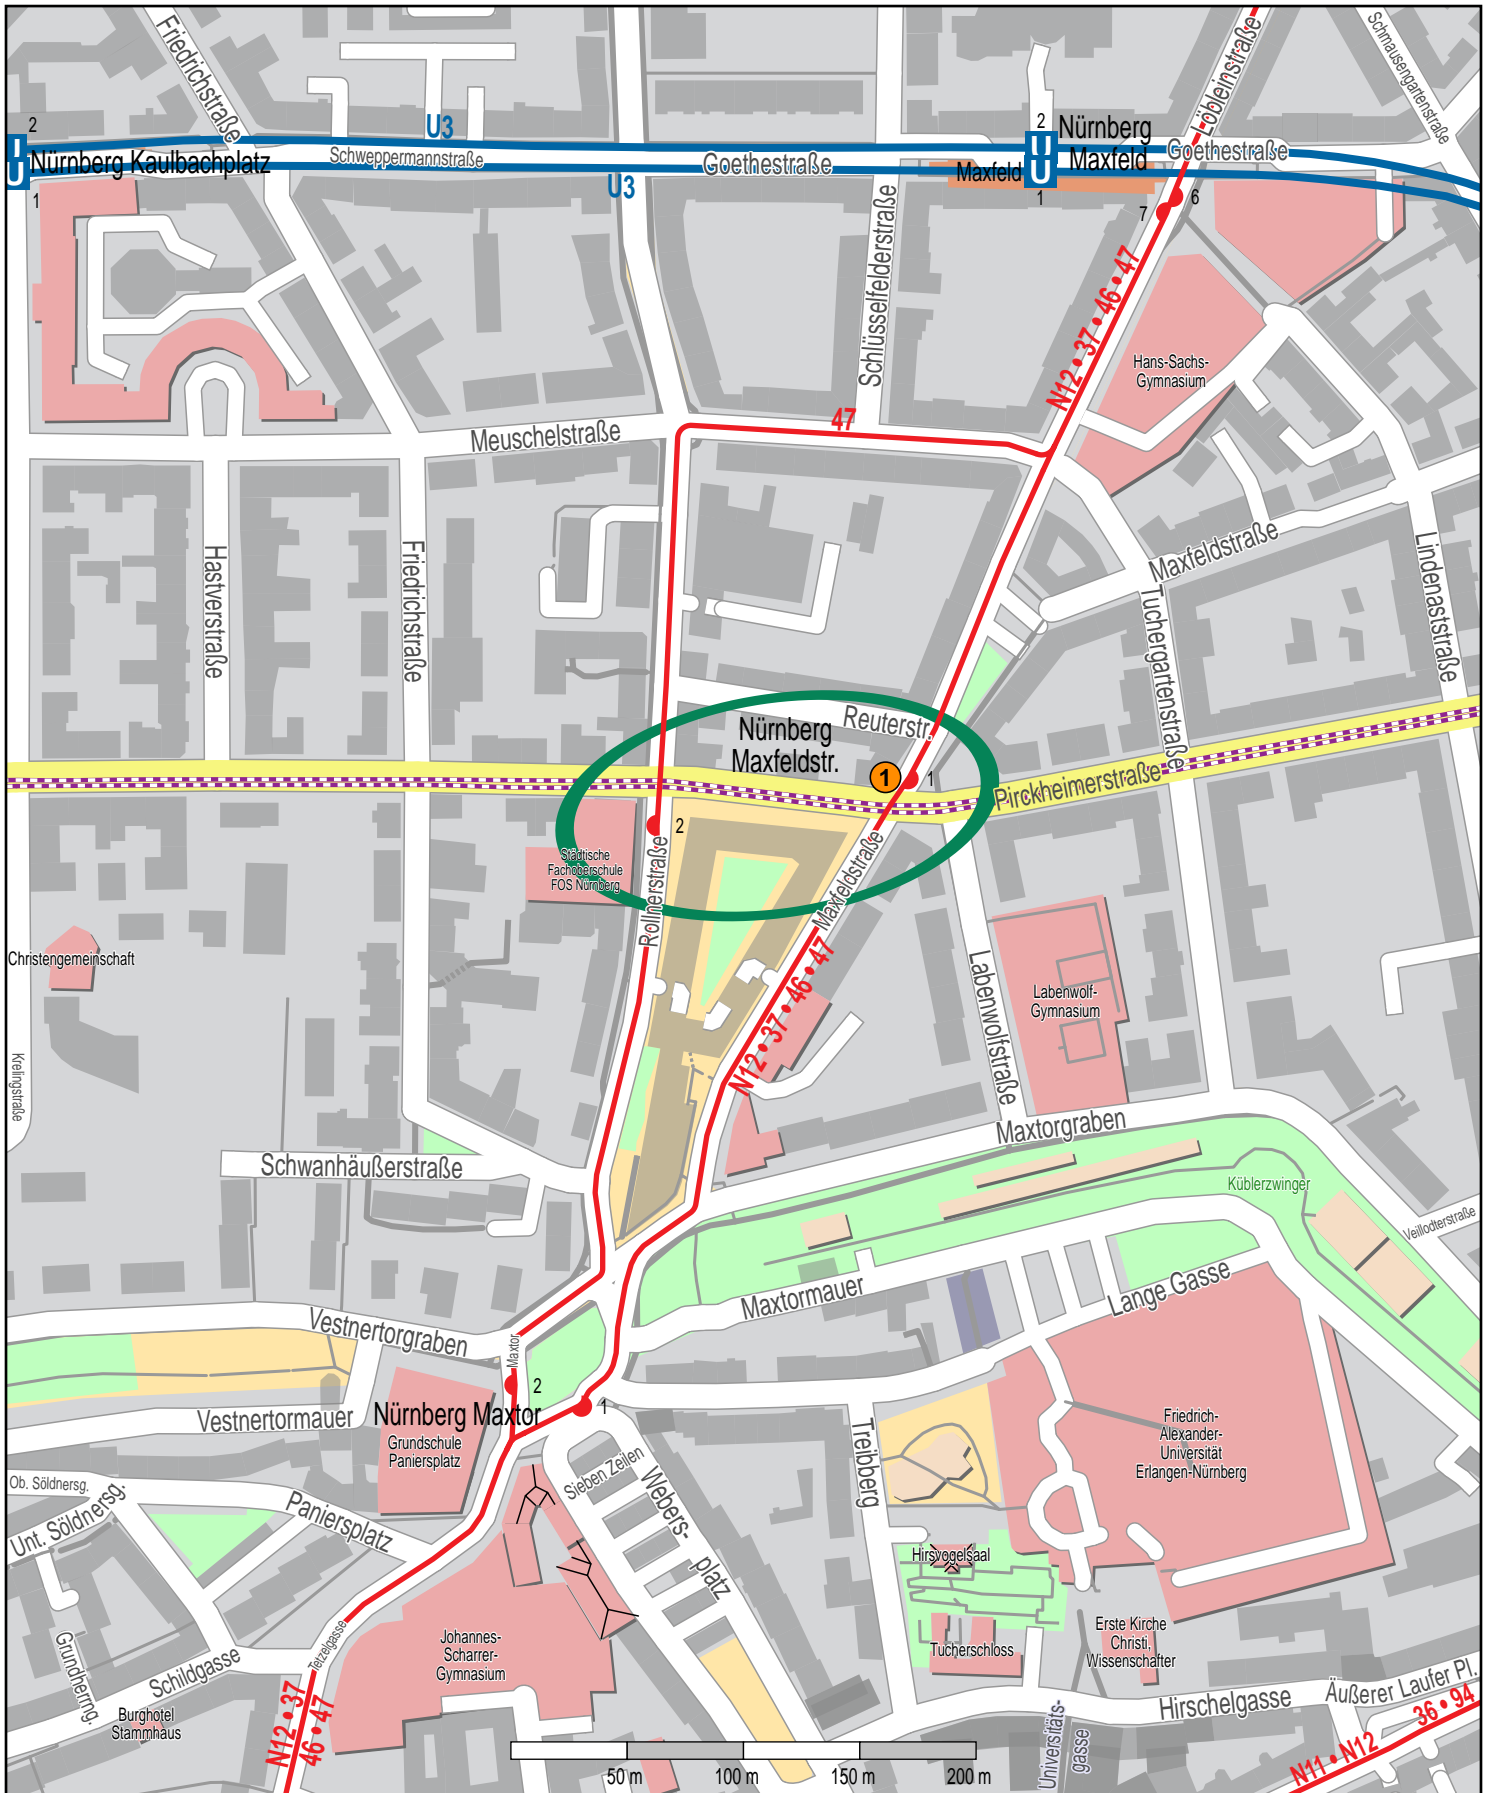 Friedrichstraße
Löbleinstraße
Schmausengartenstraße
2
U3
2
Nürnberg
Maxfeld
U
U
Nürnberg Kaulbachplatz
Schweppermannstraße
Goethestraße
Maxfeld
U
U
Goethestraße
1
U3
1
7
6
Schlüsselfelderstraße
N12 • 37 • 46 • 47
Hans-Sachs-
Gymnasium
47
Meuschelstraße
Hastverstraße
Friedrichstraße
Maxfeldstraße
Lindenaststraße
Tuchergartenstraße
Reuterstr.
Nürnberg
Maxfeldstr.
1
1
Pirckheimerstraße
2
Städtische
Fachoberschule
FOS Nürnberg
Rollnerstraße
Maxfeldstraße
Christengemeinschaft
N12 • 37 • 46 • 47
Labenwolfstraße
Labenwolf-
Gymnasium
Krelingstraße
Maxtorgraben
Schwanhäußerstraße
Küblerzwinger
Veillodterstraße
Maxtormauer
Lange Gasse
Vestnertorgraben
Maxtor
2
1
Vestnertormauer
Nürnberg Maxtor
Grundschule
Paniersplatz
Treibberg
Friedrich-
Alexander-
Universität
Erlangen-Nürnberg
Ob. Söldnersg.
Unt. Söldnersg.
Paniersplatz
Sieben Zeilen
Webers-
platz
Hirsvogelsaal
Tucherschloss
Erste Kirche
Christi,
Wissenschafter
Grundherrng.
Schildgasse
Tetzelgasse
Johannes-
Scharrer-
Gymnasium
Burghotel
Stammhaus
N12 • 37
46 • 47
Hirschelgasse
Äußerer Laufer Pl.
36 • 94
N11 • N12
Universitäts-
gasse
50 m
100 m
150 m
200 m